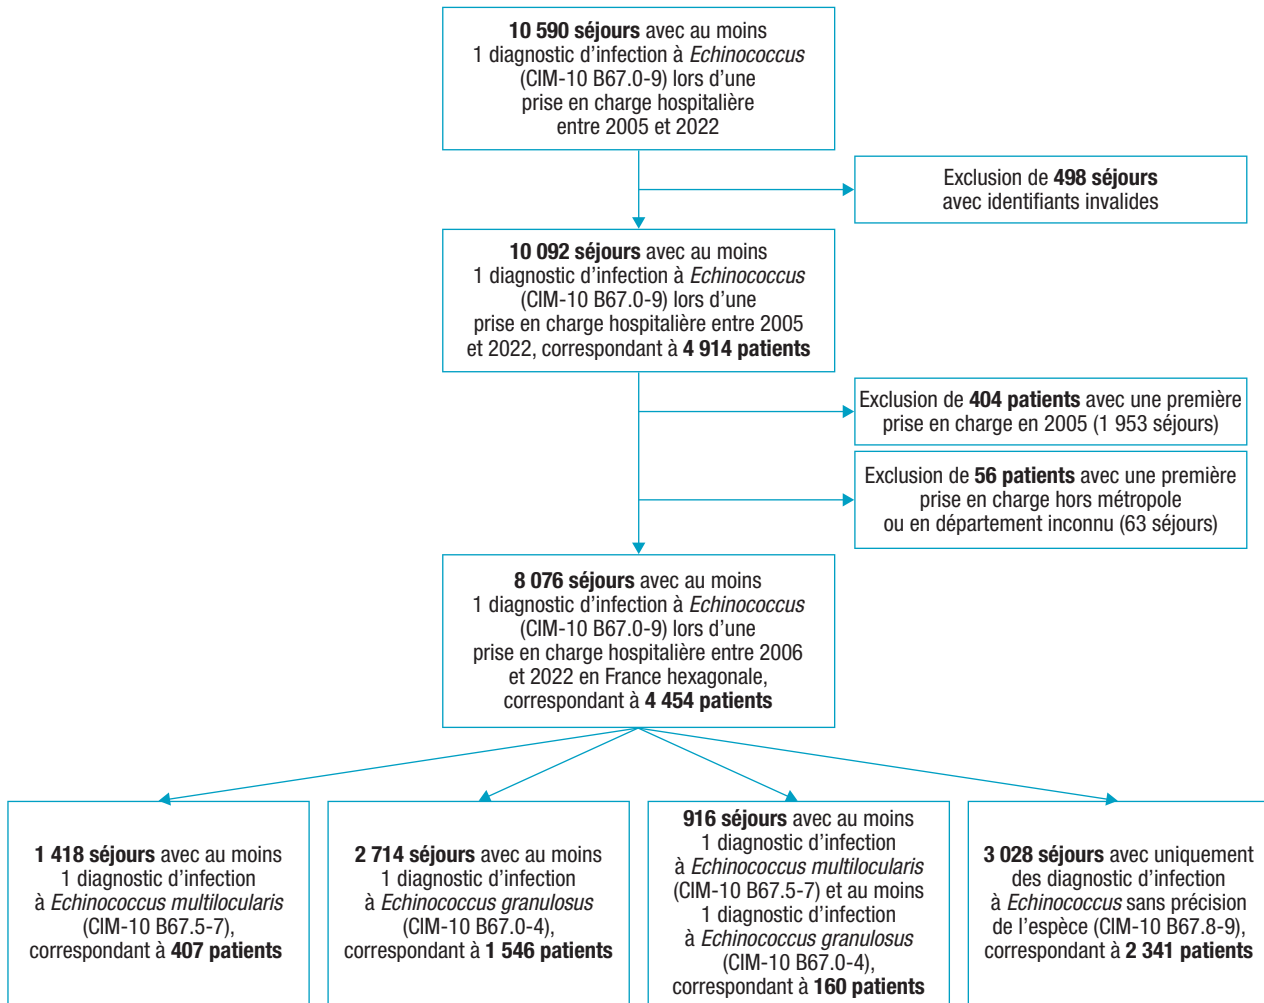 10 590 séjours avec au moins
1 diagnostic d'infection à Echinococcus
(CIM-10 B67.0-9) lors d'une
prise en charge hospitalière
entre 2005 et 2022
Exclusion de 498 séjours
avec identifiants invalides
10 092 séjours avec au moins
1 diagnostic d'infection à Echinococcus
(CIM-10 B67.0-9) lors d'une
prise en charge hospitalière entre 2005
et 2022, correspondant à 4 914 patients
Exclusion de 404 patients avec une première
prise en charge en 2005 (1 953 séjours)
Exclusion de 56 patients avec une première
prise en charge hors métropole
ou en département inconnu (63 séjours)
8 076 séjours avec au moins
1 diagnostic d'infection à Echinococcus
(CIM-10 B67.0-9) lors d'une
prise en charge hospitalière entre 2006
et 2022 en France hexagonale,
correspondant à 4 454 patients
1 418 séjours avec au moins
1 diagnostic d'infection
à Echinococcus multilocularis
(CIM-10 B67.5-7),
correspondant à 407 patients
2 714 séjours avec au moins
1 diagnostic d'infection
à Echinococcus granulosus
(CIM-10 B67.0-4),
correspondant à 1 546 patients
916 séjours avec au moins
1 diagnostic d'infection
à Echinococcus multilocularis
(CIM-10 B67.5-7) et au moins
1 diagnostic d'infection
à Echinococcus granulosus
(CIM-10 B67.0-4),
correspondant à 160 patients
3 028 séjours avec uniquement
des diagnostic d'infection
à Echinococcus sans précision
de l'espèce (CIM-10 B67.8-9),
correspondant à 2 341 patients